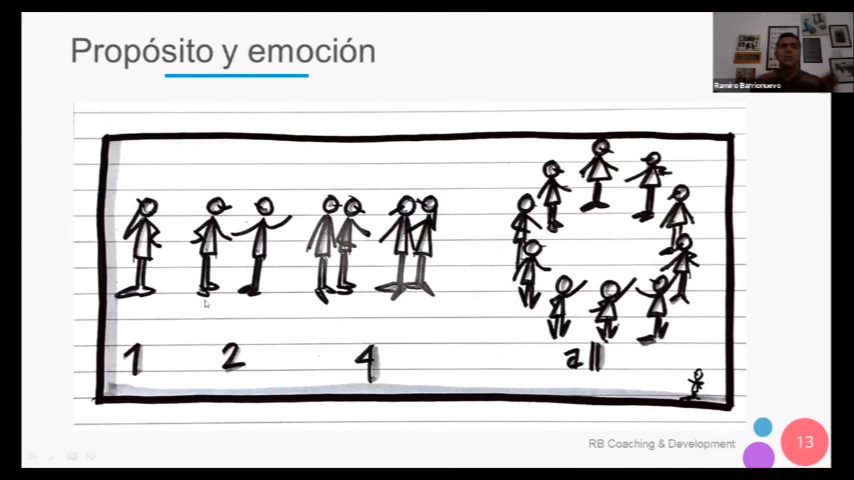 Propósito y emoción
Ramiro Barrionuevo
1 2 4 all
RB Coaching & Development
13